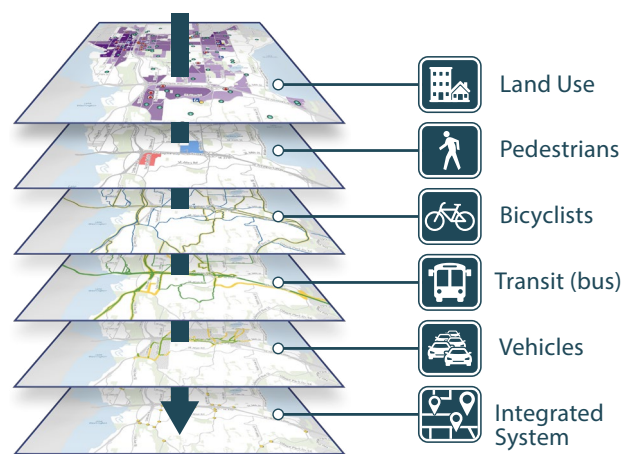 Land Use
Pedestrians
Bicyclists
Transit (bus)
Vehicles
Integrated
System